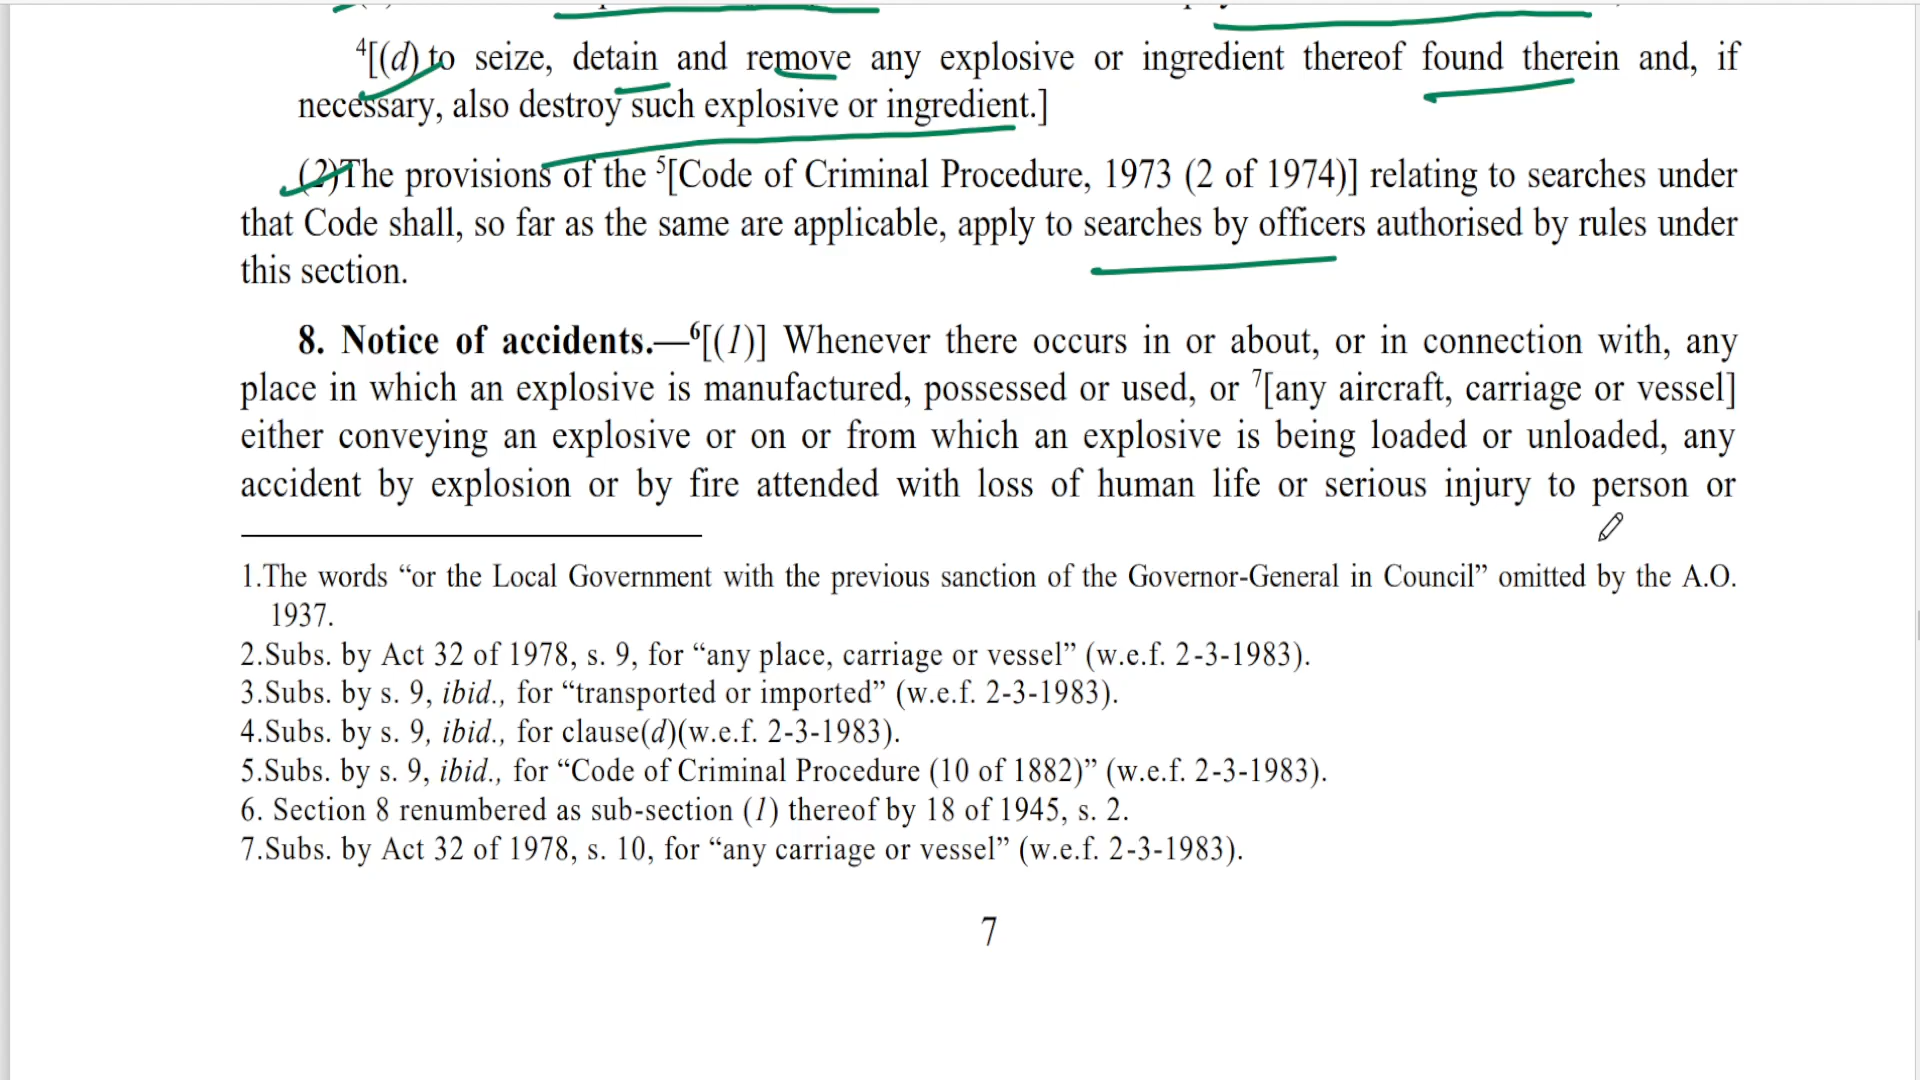 4[(d) to seize, detain and remove any explosive or ingredient thereof found therein and, if
necessary, also destroy such explosive or ingredient.]
(2)The provisions of the 5[Code of Criminal Procedure, 1973 (2 of 1974)] relating to searches under
that Code shall, so far as the same are applicable, apply to searches by officers authorised by rules under
this section.
8. Notice of accidents.—6[(1)] Whenever there occurs in or about, or in connection with, any
place in which an explosive is manufactured, possessed or used, or 7[any aircraft, carriage or vessel]
either conveying an explosive or on or from which an explosive is being loaded or unloaded, any
accident by explosion or by fire attended with loss of human life or serious injury to person or
1.The words “or the Local Government with the previous sanction of the Governor-General in Council” omitted by the A.O.
1937.
2.Subs. by Act 32 of 1978, s. 9, for “any place, carriage or vessel” (w.e.f. 2-3-1983).
3.Subs. by s. 9, ibid., for “transported or imported” (w.e.f. 2-3-1983).
4.Subs. by s. 9, ibid., for clause(d)(w.e.f. 2-3-1983).
5.Subs. by s. 9, ibid., for “Code of Criminal Procedure (10 of 1882)” (w.e.f. 2-3-1983).
6. Section 8 renumbered as sub-section (1) thereof by 18 of 1945, s. 2.
7.Subs. by Act 32 of 1978, s. 10, for “any carriage or vessel” (w.e.f. 2-3-1983).
7